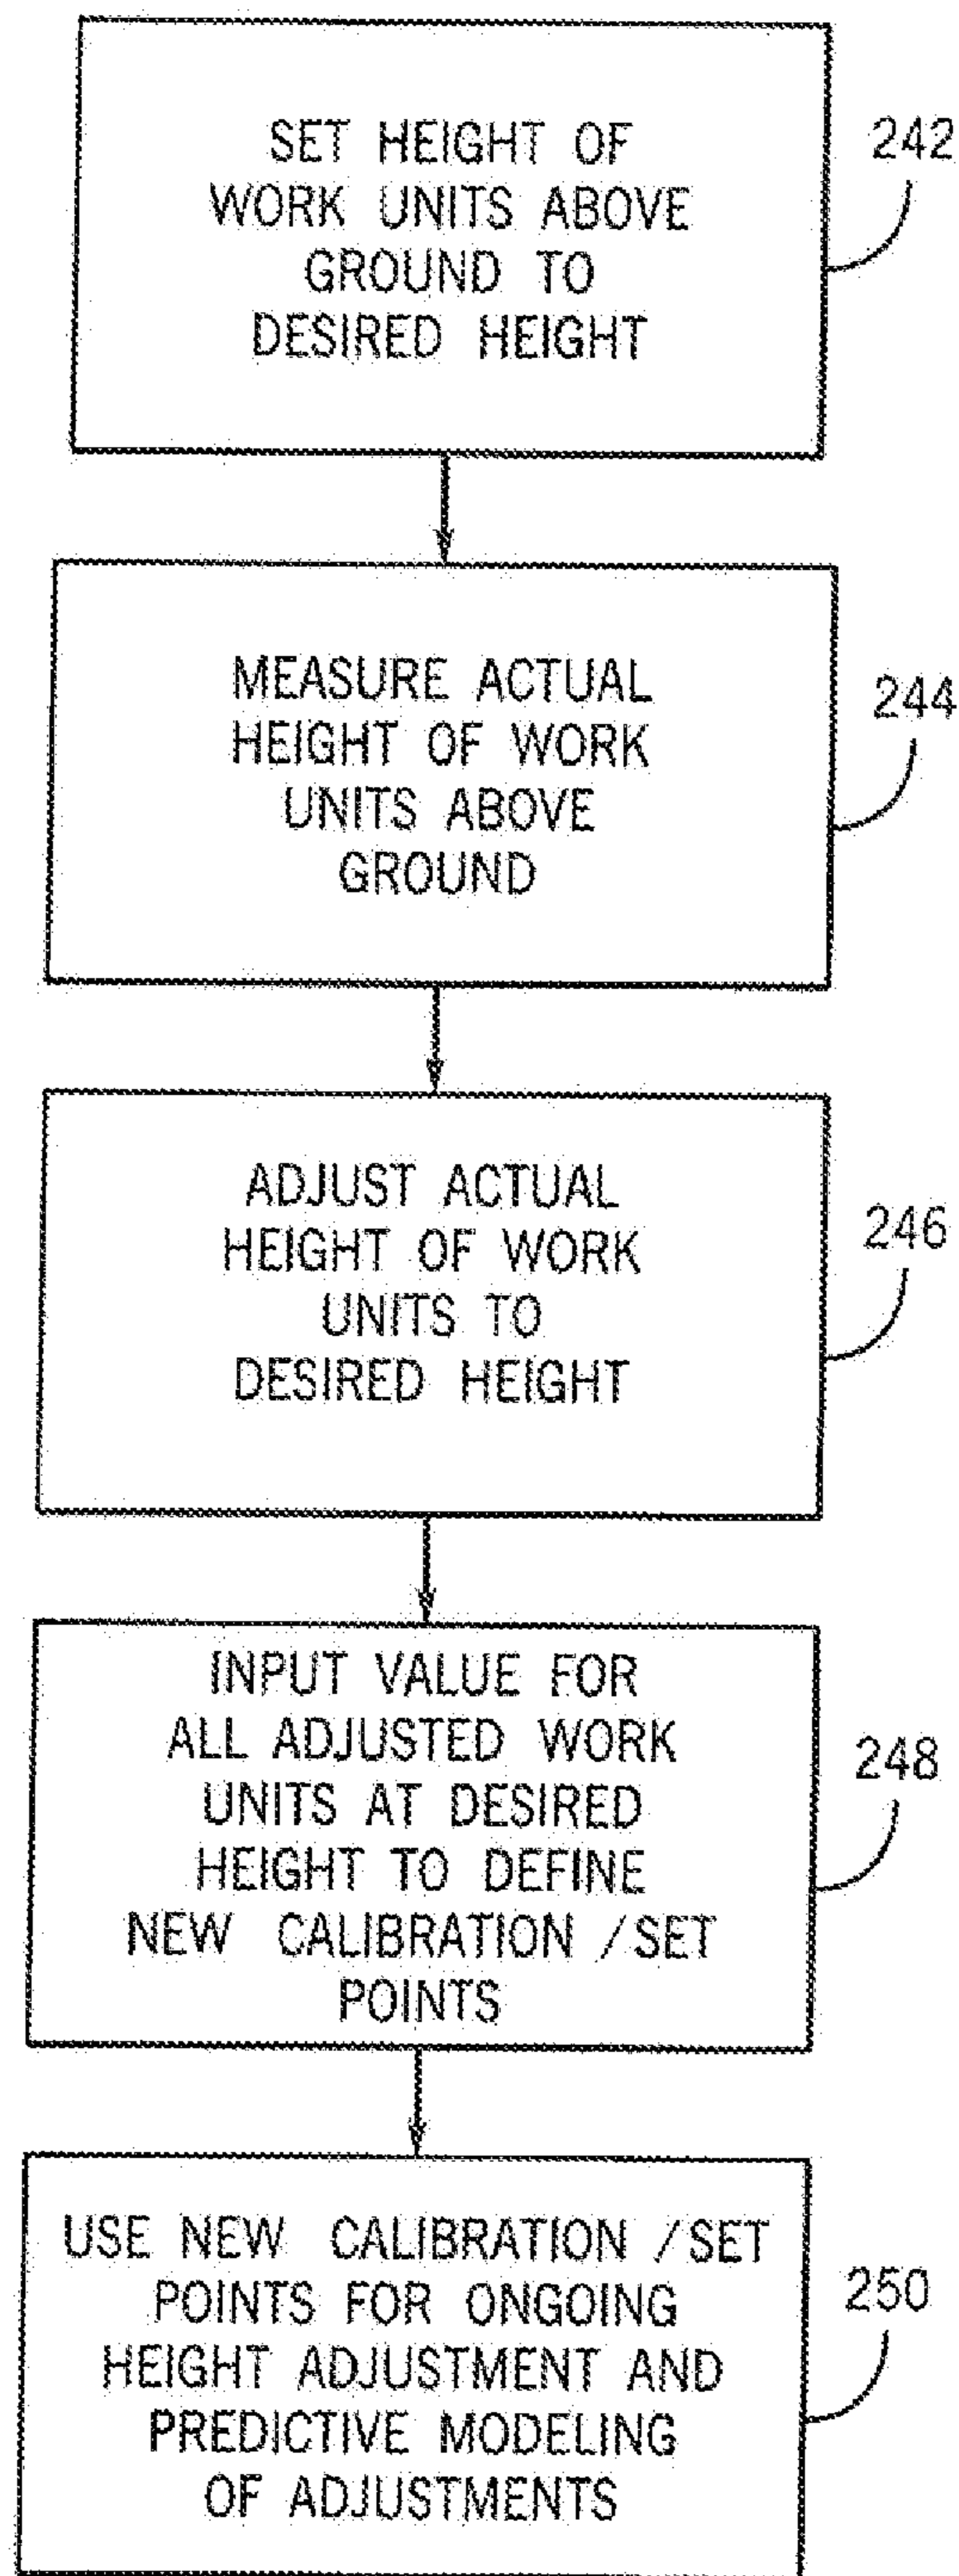 SET HEIGHT OF
WORK UNITS ABOVE
GROUND TO
DESIRED HEIGHT
242
MEASURE ACTUAL
HEIGHT OF WORK
UNITS ABOVE
GROUND
244
ADJUST ACTUAL
HEIGHT OF WORK
UNITS TO
DESIRED HEIGHT
246
INPUT VALUE FOR
ALL ADJUSTED WORK
UNITS AT DESIRED
HEIGHT TO DEFINE
NEW CALIBRATION /SET
POINTS
248
USE NEW CALIBRATION /SET
POINTS FOR ONGOING
HEIGHT ADJUSTMENT AND
PREDICTIVE MODELING
OF ADJUSTMENTS
250